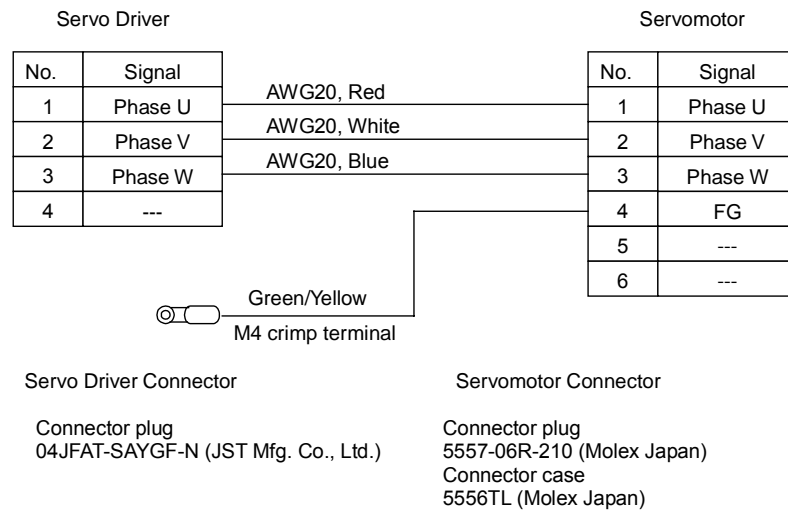 Servo Driver
Servomotor
No. Signal
1 Phase U
2 Phase V
3 Phase W
4 ---
AWG20, Red
AWG20, White
AWG20, Blue
No. Signal
1 Phase U
2 Phase V
3 Phase W
4 FG
5 ---
6 ---
Green/Yellow
M4 crimp terminal
Servo Driver Connector
Connector plug
04JFAT-SAYGF-N (JST Mfg. Co., Ltd.)
Servomotor Connector
Connector plug
5557-06R-210 (Molex Japan)
Connector case
5556TL (Molex Japan)